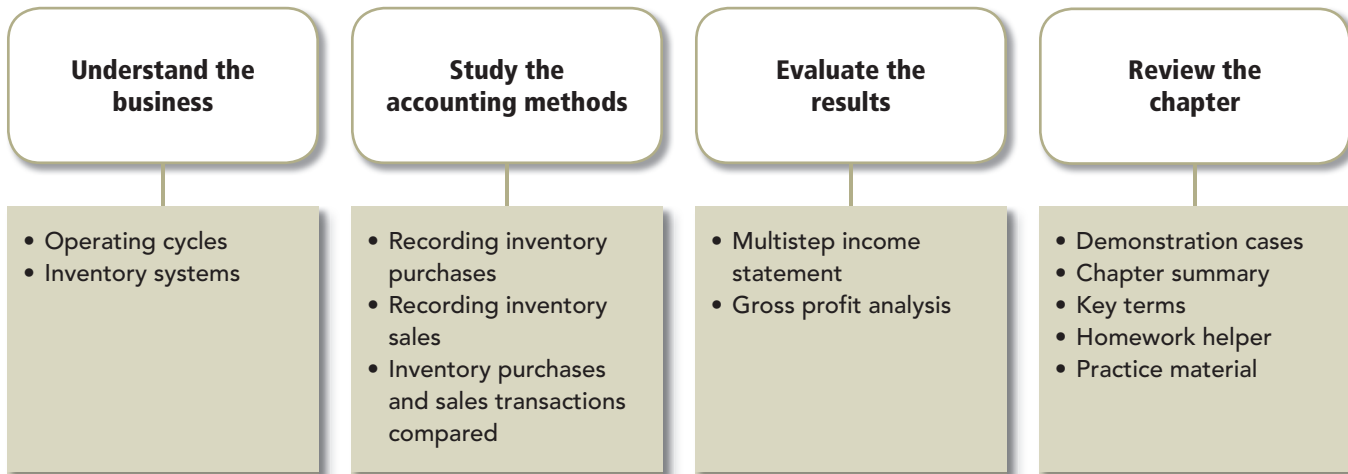 Understand the
business
• Operating cycles
• Inventory systems
Study the
accounting methods
• Recording inventory
purchases
• Recording inventory
sales
• Inventory purchases
and sales transactions
compared
Evaluate the
results
• Multistep income
statement
• Gross profit analysis
Review the
chapter
• Demonstration cases
• Chapter summary
• Key terms
• Homework helper
• Practice material